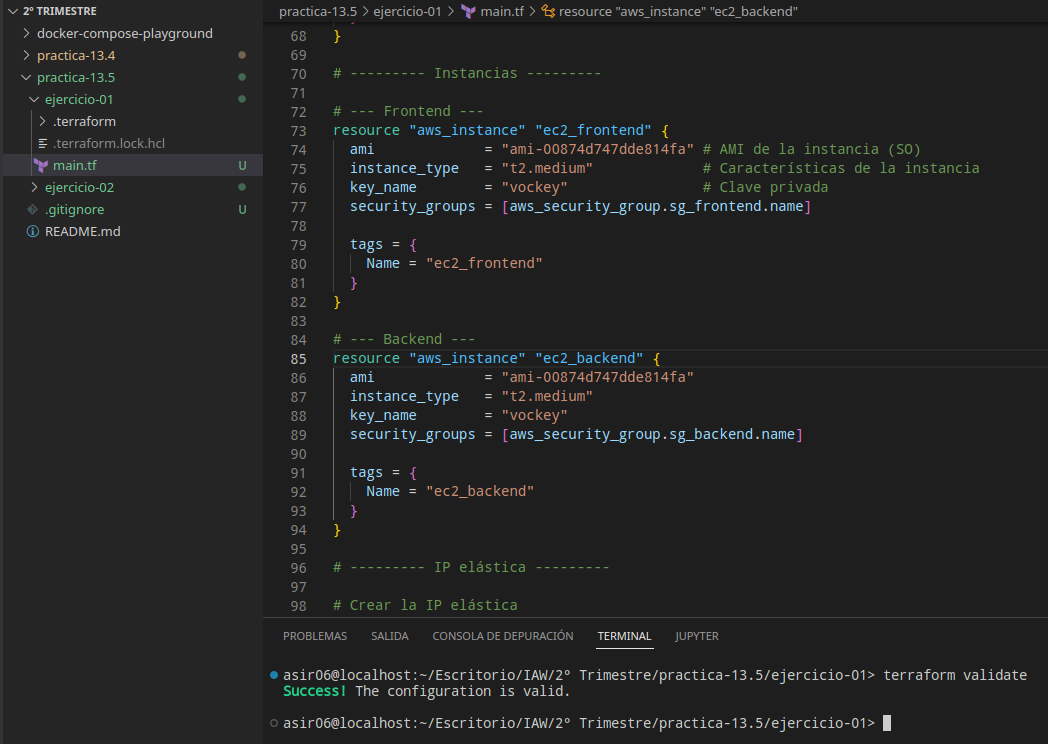 2º TRIMESTRE
docker-compose-playground
practica-13.4
practica-13.5
ejercicio-01
.terraform
.terraform.lock.hcl
main.tf U
ejercicio-02
.gitignore U
README.md
practica-13.5 > ejercicio-01 > main.tf > resource "aws_instance" "ec2_backend"
68 }
69
70 # --------- Instancias ---------
71
72 # --- Frontend ---
73 resource "aws_instance" "ec2_frontend" {
74 ami = "ami-00874d747dde814fa" # AMI de la instancia (SO)
75 instance_type = "t2.medium" # Características de la instancia
76 key_name = "vockey" # Clave privada
77 security_groups = [aws_security_group.sg_frontend.name]
78
79 tags = {
80 Name = "ec2_frontend"
81 }
82 }
83
84 # --- Backend ---
85 resource "aws_instance" "ec2_backend" {
86 ami = "ami-00874d747dde814fa"
87 instance_type = "t2.medium"
88 key_name = "vockey"
89 security_groups = [aws_security_group.sg_backend.name]
90
91 tags = {
92 Name = "ec2_backend"
93 }
94 }
95
96 # --------- IP elástica ---------
97
98 # Crear la IP elástica
PROBLEMAS SALIDA CONSOLA DE DEPURACIÓN TERMINAL JUPYTER
asir06@localhost:~/Escritorio/IAW/2º Trimestre/practica-13.5/ejercicio-01> terraform validate
Success! The configuration is valid.
asir06@localhost:~/Escritorio/IAW/2º Trimestre/practica-13.5/ejercicio-01>